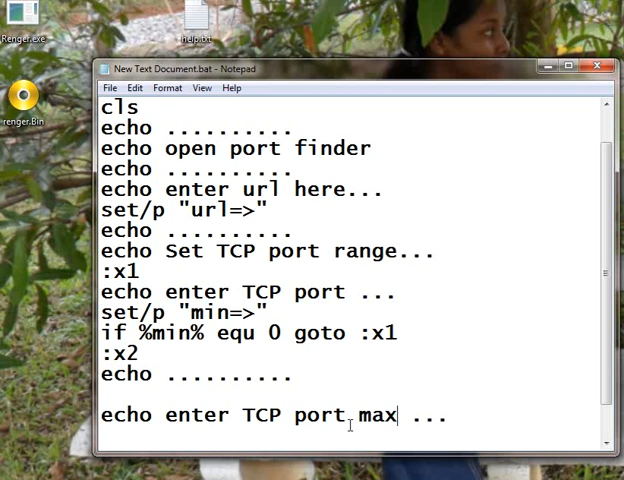 Renger.exe
help.txt
renger.Bin
New Text Document.bat - Notepad
File Edit Format View Help
cls
echo ..........
echo open port finder
echo ..........
echo enter url here...
set/p "url=>"
echo ..........
echo Set TCP port range...
:x1
echo enter TCP port ...
set/p "min=>"
if %min% equ 0 goto :x1
:x2
echo ..........
echo enter TCP port max ...